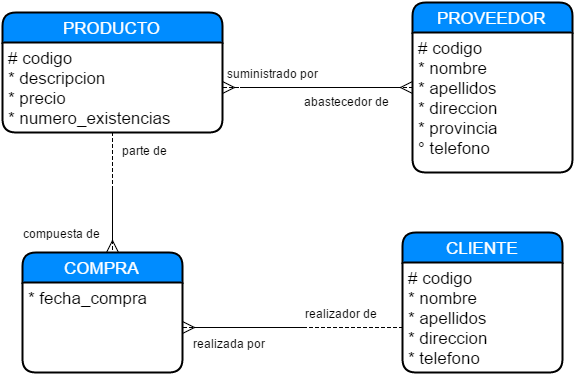 PRODUCTO
# codigo
* descripcion
* precio
* numero_existencias
suministrado por
abastecedor de
PROVEEDOR
# codigo
* nombre
* apellidos
* direccion
* provincia
° telefono
parte de
compuesta de
COMPRA
* fecha_compra
realizada por
realizador de
CLIENTE
# codigo
* nombre
* apellidos
* direccion
* telefono